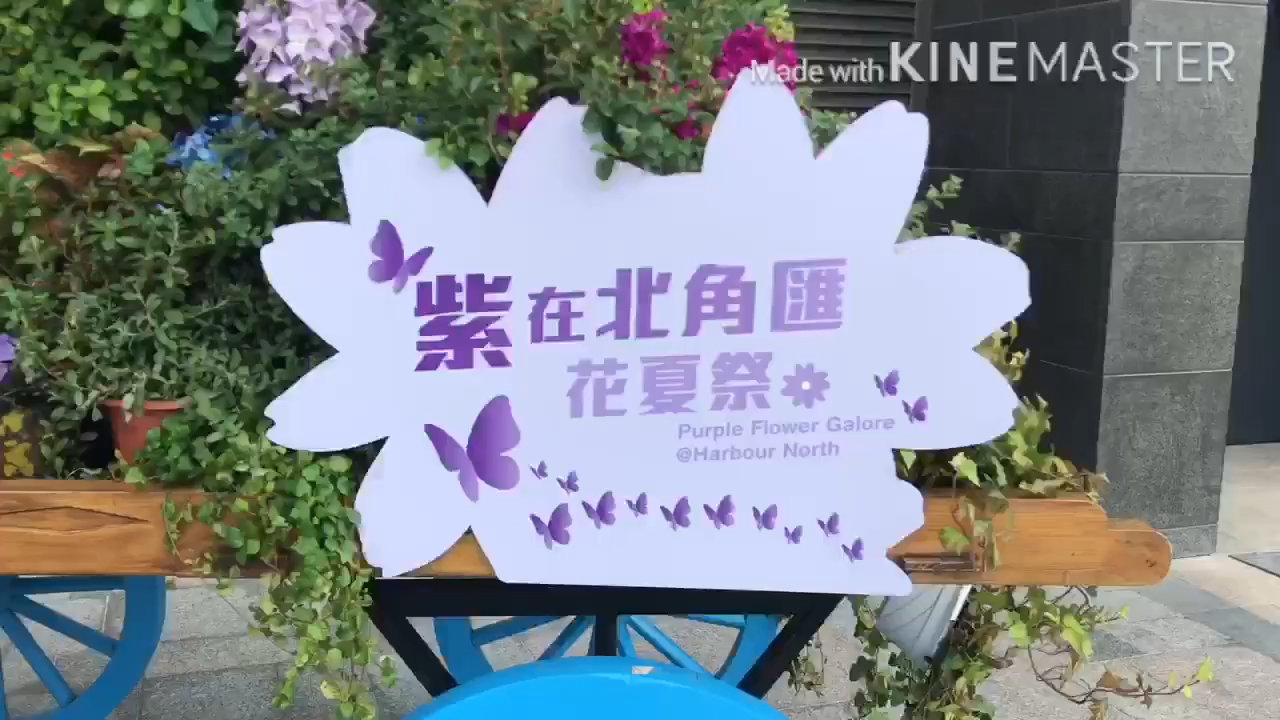 Made with KINEMASTER
紫在北角匯
花夏祭
Purple Flower Galore
@Harbour North